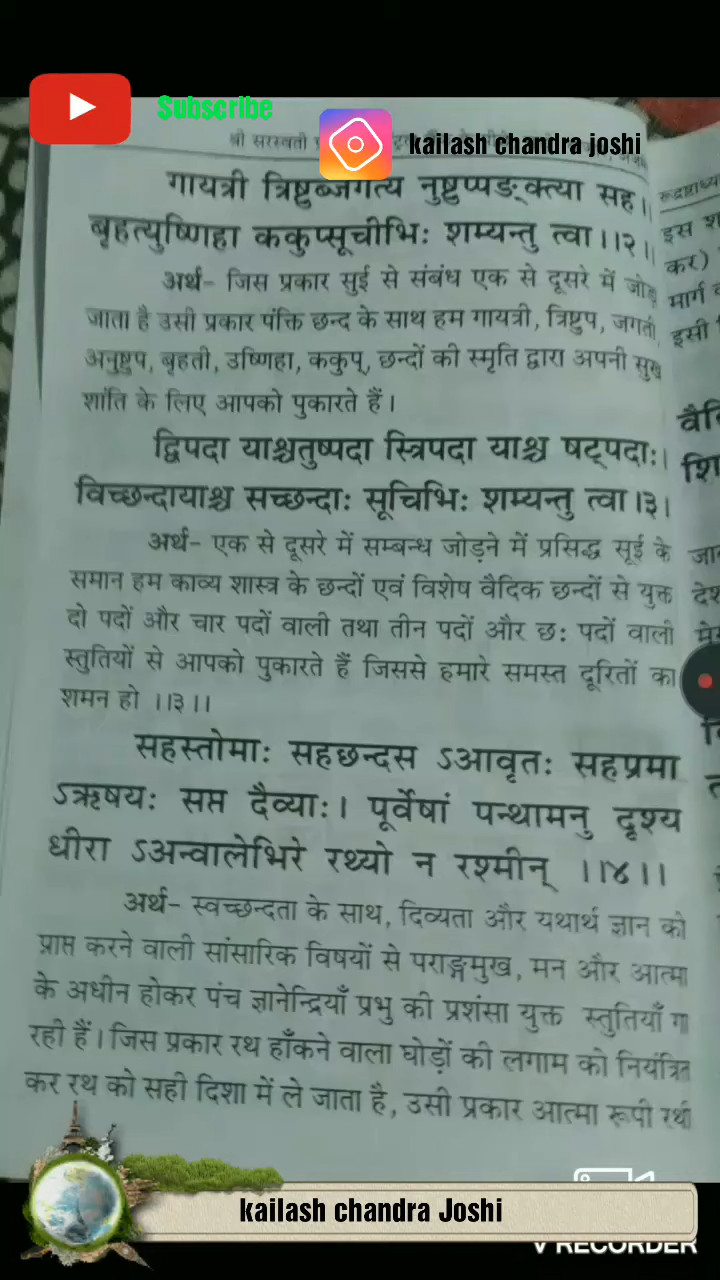 Subscribe
kailash chandra joshi
श्री सरस्वती
गायत्री त्रिष्टुब्जगत्य नुष्टुप्पङ्क्त्या सह।
बृहत्युष्णिहा ककुप्सूचीभिः शम्यन्तु त्वा।।२।।
अर्थ- जिस प्रकार सुई से संबंध एक से दूसरे में जोड़
जाता है उसी प्रकार पंक्ति छन्द के साथ हम गायत्री, त्रिष्टुप, जगती,
अनुष्टुप, बृहती, उष्णिहा, ककुप्, छन्दों की स्मृति द्वारा अपनी सुख
शांति के लिए आपको पुकारते हैं।
द्विपदा याश्चतुष्पदा स्त्रिपदा याश्च षट्पदाः।
विच्छन्दायाश्च सच्छन्दाः सूचिभिः शम्यन्तु त्वा।३।
अर्थ- एक से दूसरे में सम्बन्ध जोड़ने में प्रसिद्ध सूई के
समान हम काव्य शास्त्र के छन्दों एवं विशेष वैदिक छन्दों से युक्त
दो पदों और चार पदों वाली तथा तीन पदों और छः पदों वाली
स्तुतियों से आपको पुकारते हैं जिससे हमारे समस्त दूरितों का
शमन हो ।।३।।
सहस्तोमाः सहछन्दस ऽआवृतः सहप्रमा
ऽऋषयः सप्त दैव्याः। पूर्वेषां पन्थामनु दृश्य
धीरा ऽअन्वालेभिरे रथ्यो न रश्मीन् ।।४।।
अर्थ- स्वच्छन्दता के साथ, दिव्यता और यथार्थ ज्ञान को
प्राप्त करने वाली सांसारिक विषयों से पराङ्गमुख, मन और आत्मा
के अधीन होकर पंच ज्ञानेन्द्रियाँ प्रभु की प्रशंसा युक्त स्तुतियाँ गा
रही हैं। जिस प्रकार रथ हाँकने वाला घोड़ों की लगाम को नियंत्रित
कर रथ को सही दिशा में ले जाता है, उसी प्रकार आत्मा रूपी रथी
इस
कर)
मार्ग
इसी
kailash chandra Joshi
V RECORDER